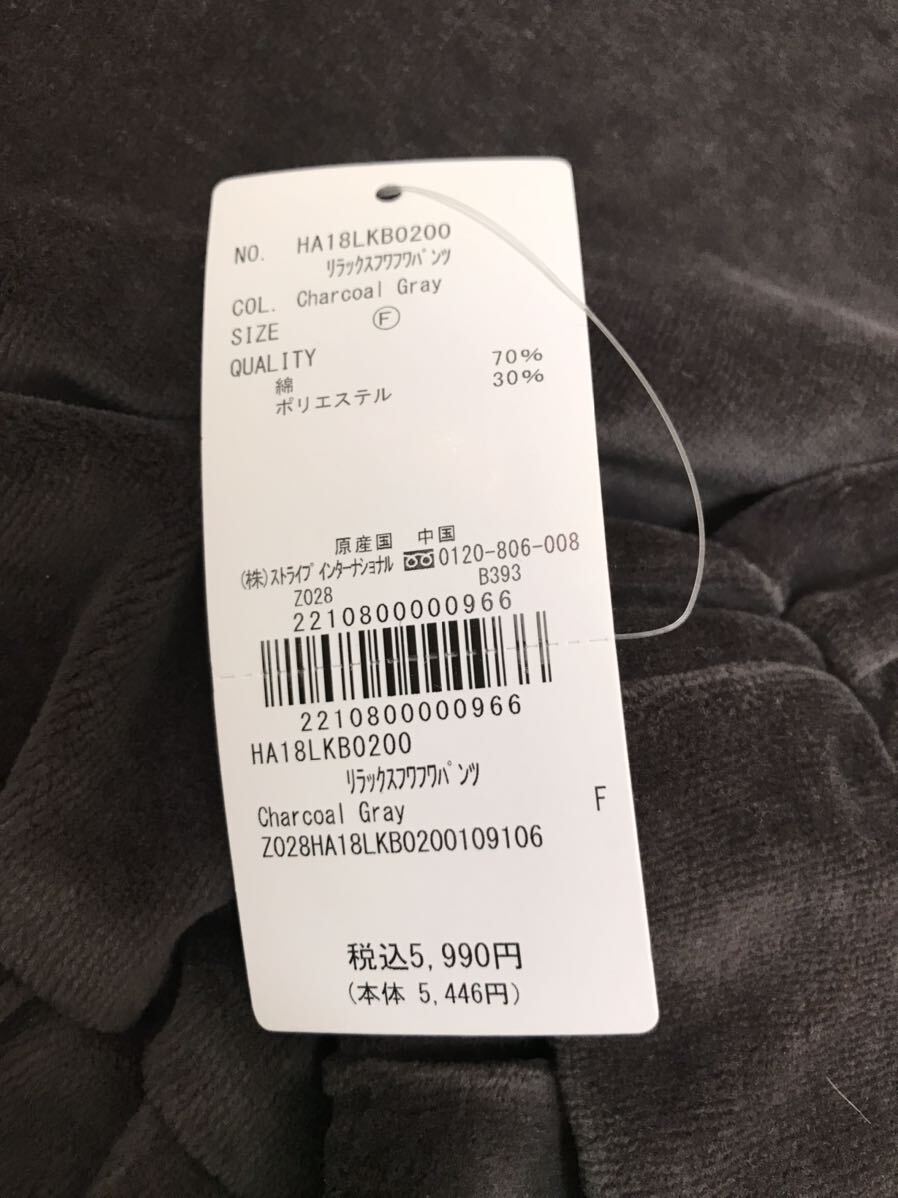 NO. HA18LKB0200
ﾘﾗｯｸｽﾌﾜﾌﾜﾊﾟﾝﾂ
COL. Charcoal Gray
SIZE Ⓕ
QUALITY
綿 70%
ポリエステル 30%
原産国 中国
(株)ｽﾄﾗｲﾌﾟｲﾝﾀｰﾅｼｮﾅﾙ 0120-806-008
Z028 B393
2210800000966
2210800000966
HA18LKB0200
ﾘﾗｯｸｽﾌﾜﾌﾜﾊﾟﾝﾂ
Charcoal Gray F
Z028HA18LKB0200109106
税込5,990円
(本体 5,446円)